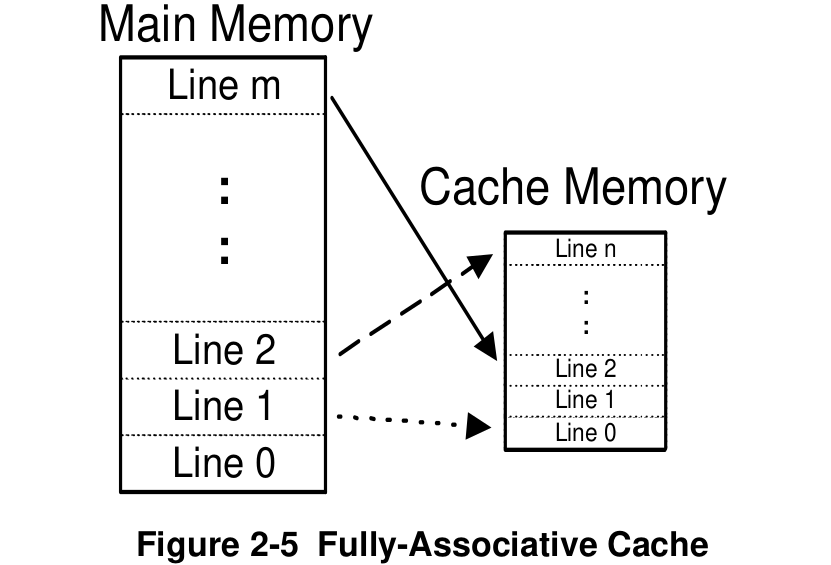 Main Memory
Line m
:
:
Line 2
Line 1
Line 0
Cache Memory
Line n
:
:
Line 2
Line 1
Line 0
Figure 2-5 Fully-Associative Cache